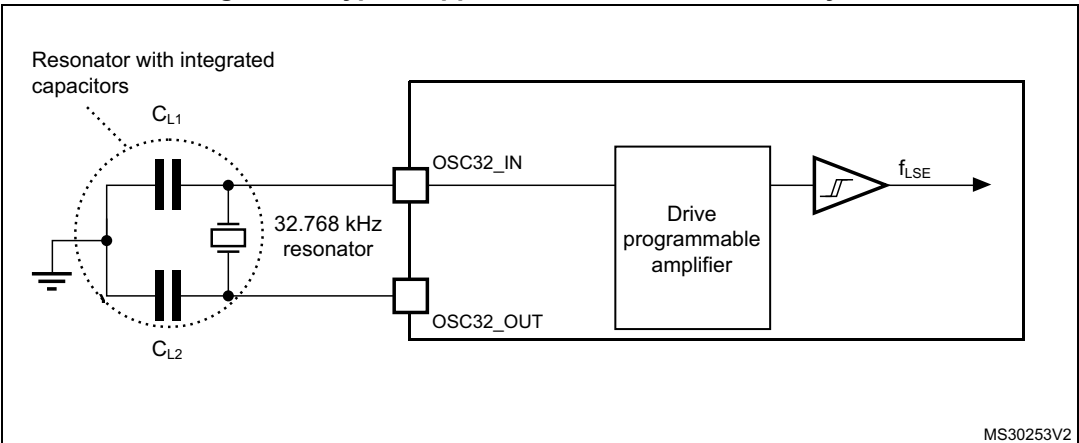 Resonator with integrated
capacitors
CL1
OSC32_IN
fLSE
32.768 kHz
resonator
Drive
programmable
amplifier
OSC32_OUT
CL2
MS30253V2